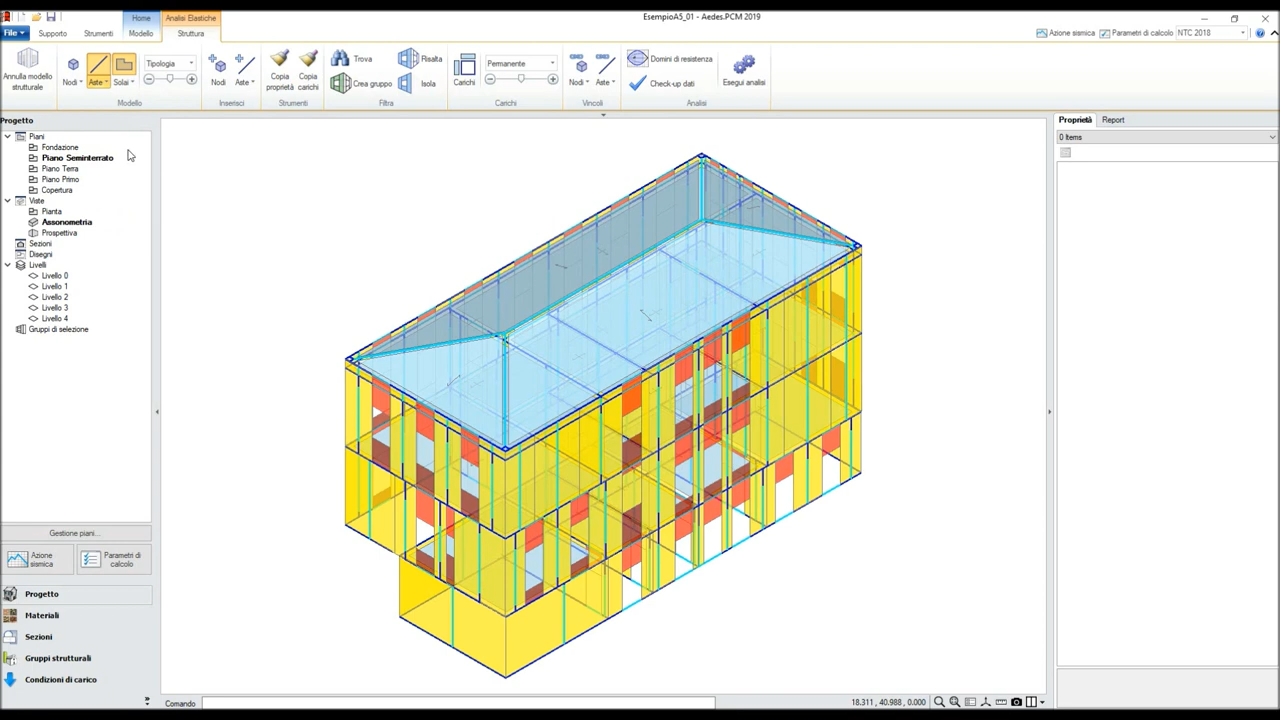 EsempioA5_01 - Aedes.PCM 2019
Home
Analisi Elastiche
File
Supporto
Strumenti
Modello
Struttura
Azione sismica
Parametri di calcolo
NTC 2018
Annulla modello
strutturale
Nodi
Aste
Solai
Tipologia
Modello
Nodi
Aste
Inserisci
Copia
proprietà
Copia
carichi
Strumenti
Trova
Crea gruppo
Risalta
Isola
Filtra
Carichi
Permanente
Carichi
Nodi
Aste
Vincoli
Domini di resistenza
Check-up dati
Esegui analisi
Analisi
Progetto
Piani
Fondazione
Piano Seminterrato
Piano Terra
Piano Primo
Copertura
Viste
Pianta
Assonometria
Prospettiva
Sezioni
Disegni
Livelli
Livello 0
Livello 1
Livello 2
Livello 3
Livello 4
Gruppi di selezione
Gestione piani...
Azione
sismica
Parametri di
calcolo
Progetto
Materiali
Sezioni
Gruppi strutturali
Condizioni di carico
Proprietà
Report
0 Items
Comando
18.311 , 40.988 , 0.000